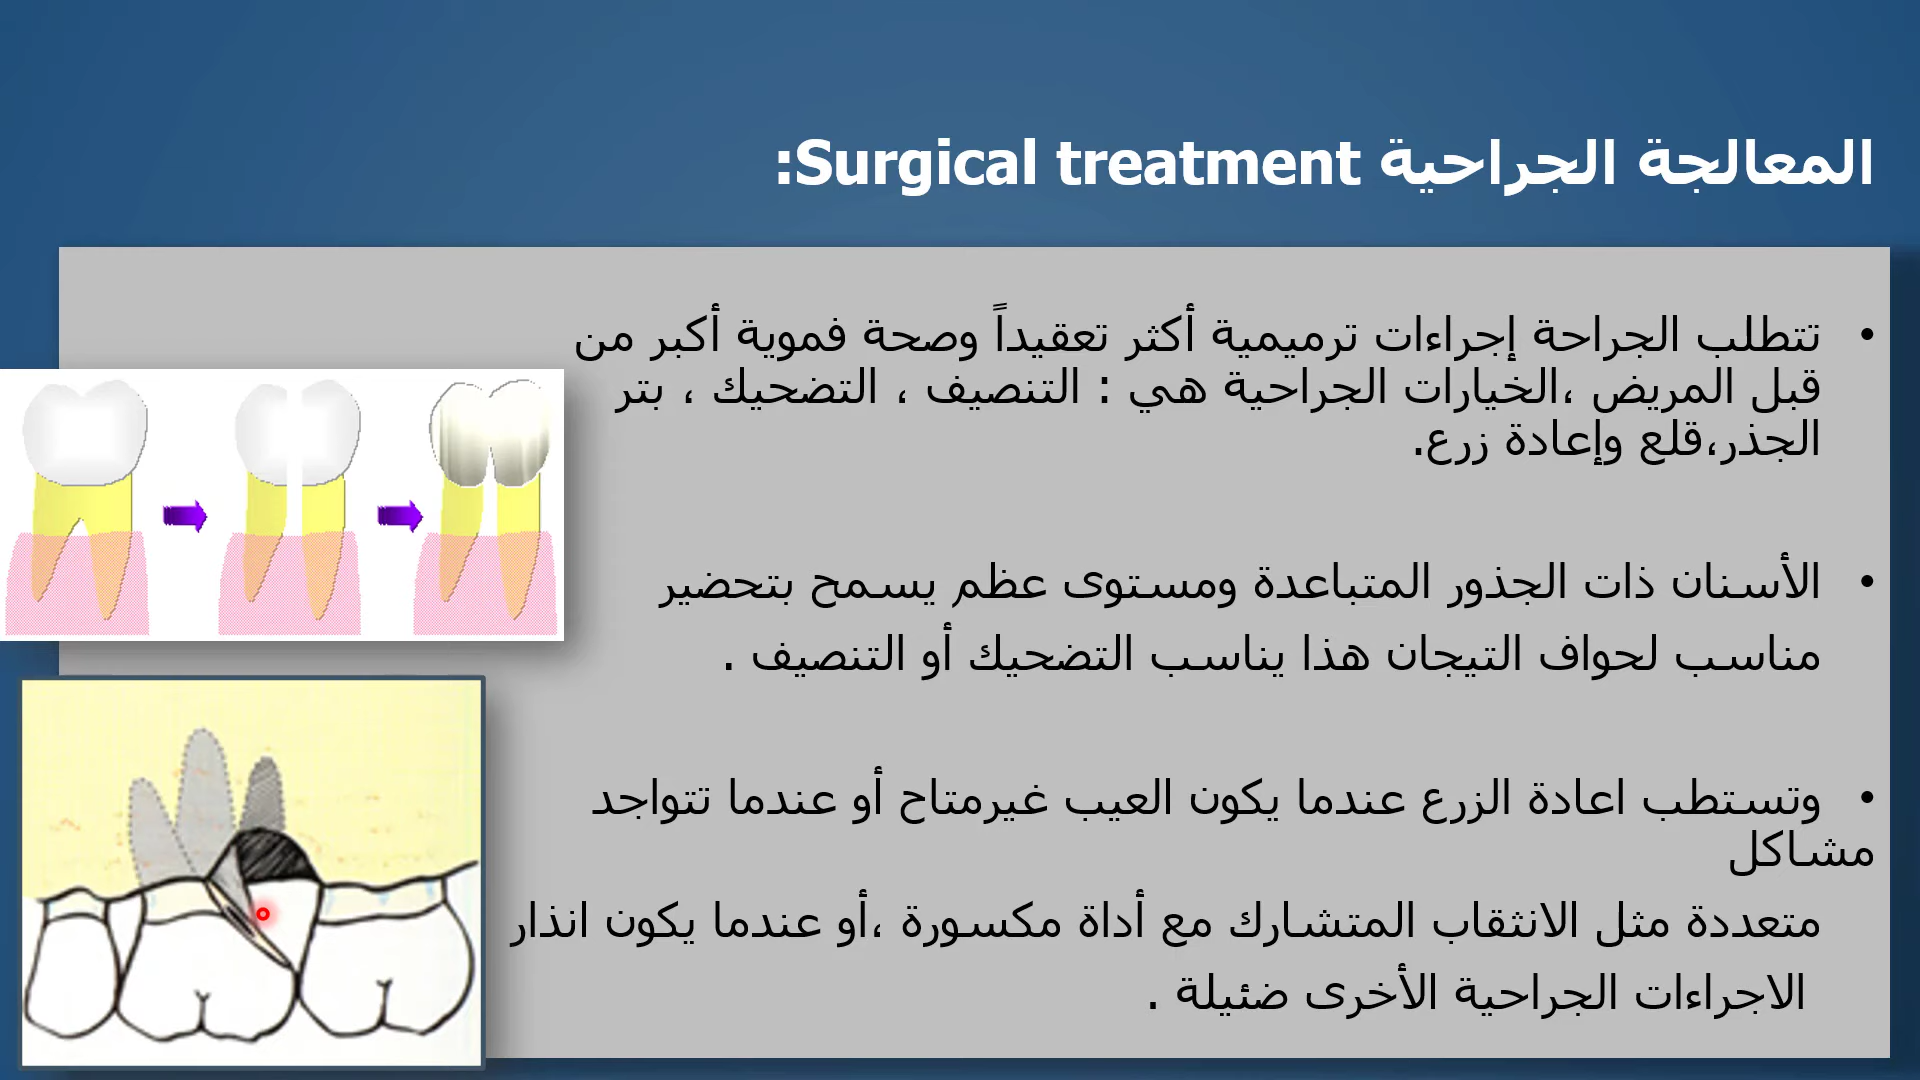 المعالجة الجراحية Surgical treatment:
• تتطلب الجراحة إجراءات ترميمية أكثر تعقيداً وصحة فموية أكبر من
قبل المريض ،الخيارات الجراحية هي : التنصيف ، التضحيك ، بتر
الجذر،قلع وإعادة زرع.
• الأسنان ذات الجذور المتباعدة ومستوى عظم يسمح بتحضير
مناسب لحواف التيجان هذا يناسب التضحيك أو التنصيف .
• وتستطب اعادة الزرع عندما يكون العيب غيرمتاح أو عندما تتواجد
مشاكل
متعددة مثل الانثقاب المتشارك مع أداة مكسورة ،أو عندما يكون انذار
الاجراءات الجراحية الأخرى ضئيلة .